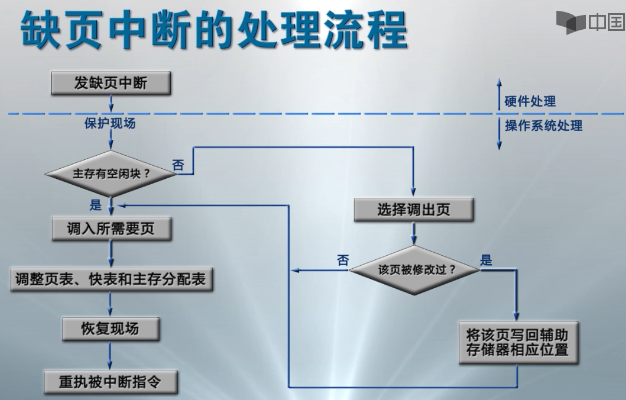 缺页中断的处理流程
中国
发缺页中断
硬件处理
保护现场
操作系统处理
主存有空闲块？
否
是
选择调出页
调入所需要页
否
该页被修改过？
是
调整页表、快表和主存分配表
恢复现场
将该页写回辅助
存储器相应位置
重执被中断指令